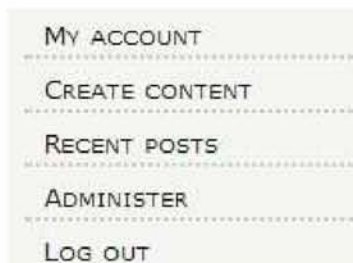 My account
Create content
Recent posts
Administer
Log out